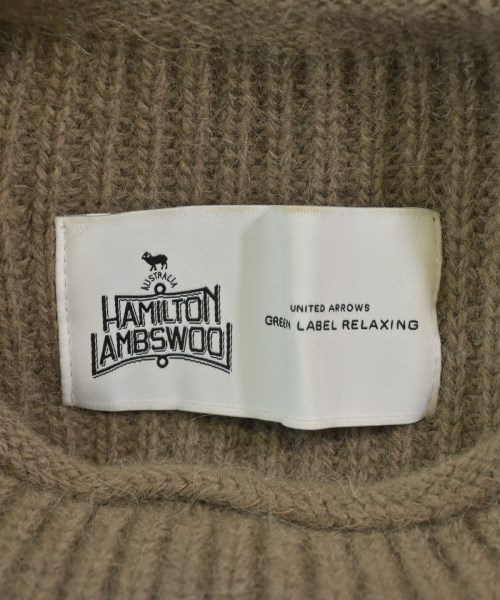 AUSTRALIA
HAMILTON
LAMBSWOOL
UNITED ARROWS
GREEN LABEL RELAXING